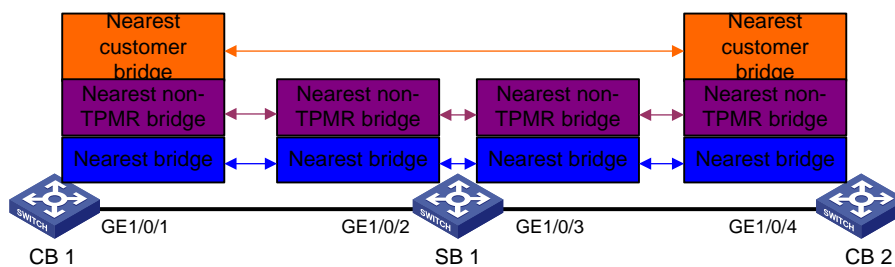 Nearest
customer
bridge
Nearest
customer
bridge
Nearest non-
TPMR bridge
Nearest non-
TPMR bridge
Nearest non-
TPMR bridge
Nearest non-
TPMR bridge
Nearest bridge
Nearest bridge
Nearest bridge
Nearest bridge
SWITCH
SWITCH
SWITCH
GE1/0/1
GE1/0/2
GE1/0/3
GE1/0/4
CB 1
SB 1
CB 2